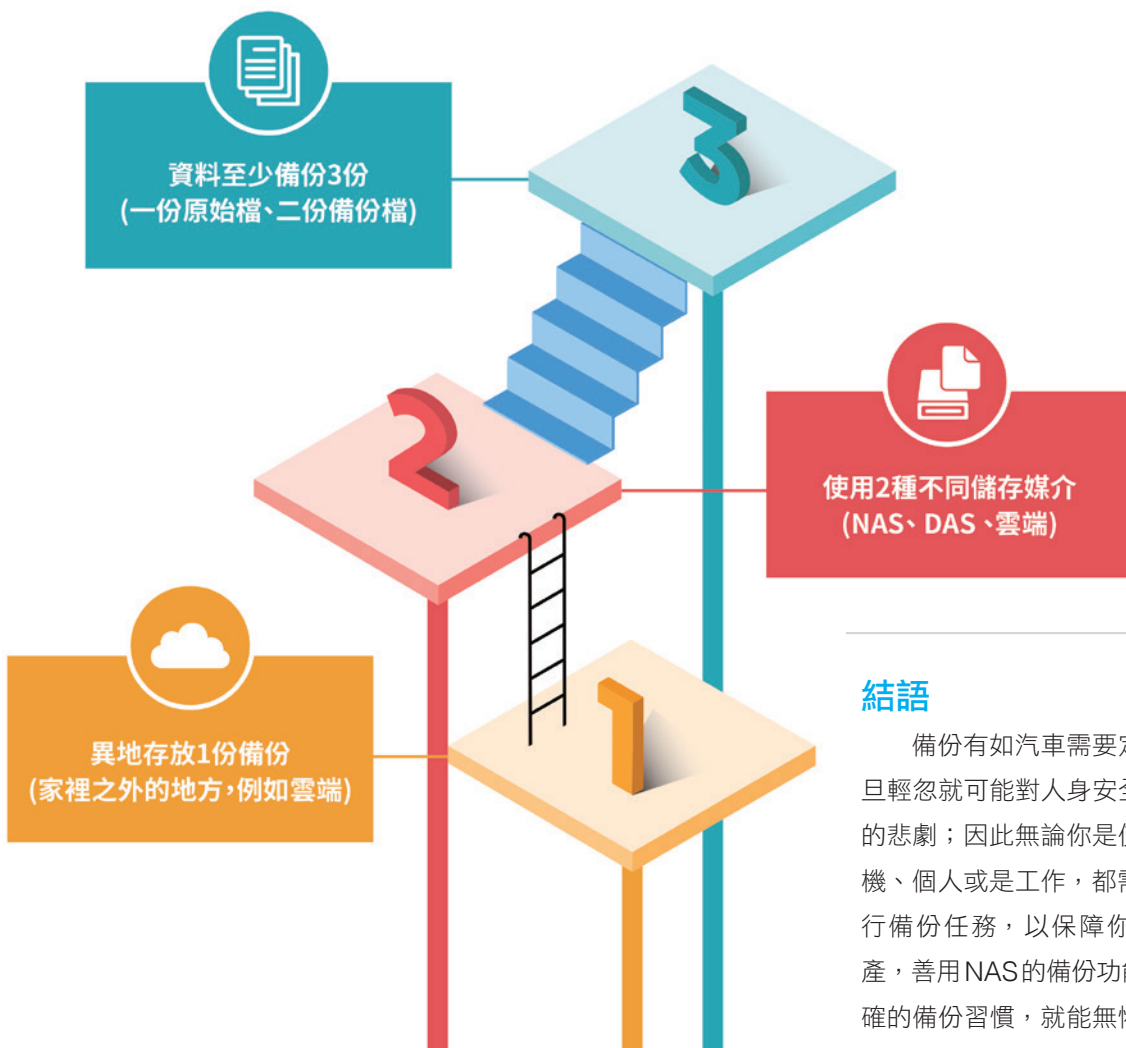 資料至少備份3份
(一份原始檔、二份備份檔)
3
2
使用2種不同儲存媒介
(NAS、DAS、雲端)
異地存放1份備份
(家裡之外的地方,例如雲端)
1
結語
備份有如汽車需要定
旦輕忽就可能對人身安全
的悲劇；因此無論你是使
機、個人或是工作，都需
行備份任務，以保障你
產，善用NAS的備份功能
確的備份習慣，就能無